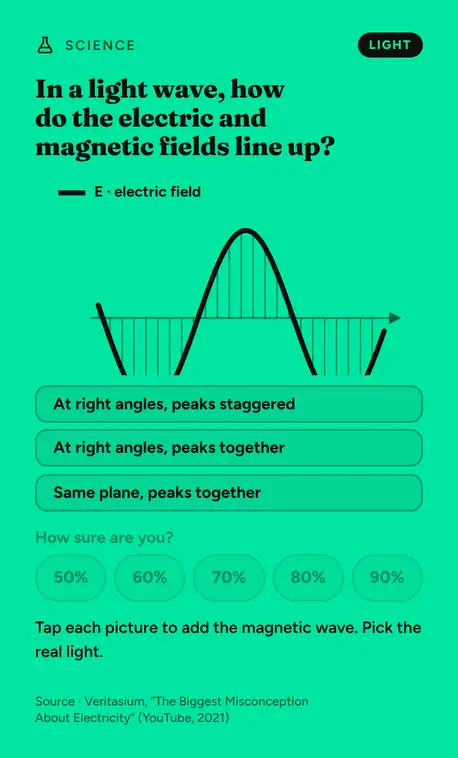 SCIENCE
LIGHT
In a light wave, how
do the electric and
magnetic fields line up?
E · electric field
At right angles, peaks staggered
At right angles, peaks together
Same plane, peaks together
How sure are you?
50%
60%
70%
80%
90%
Tap each picture to add the magnetic wave. Pick the
real light.
Source · Veritasium, “The Biggest Misconception
About Electricity” (YouTube, 2021)